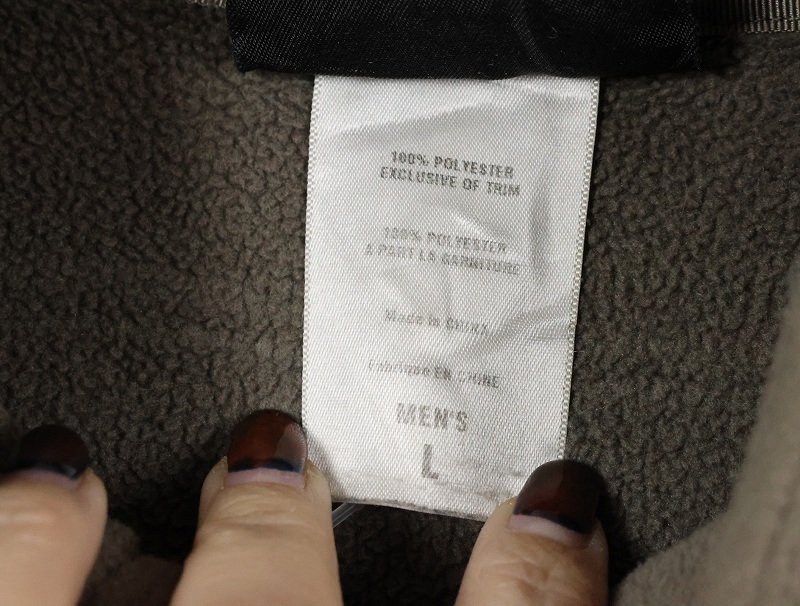 100% POLYESTER
EXCLUSIVE OF TRIM
100% POLYESTER
A PART LA GARNITURE
Made in CHINA
Fabriqué EN CHINE
MEN'S
L